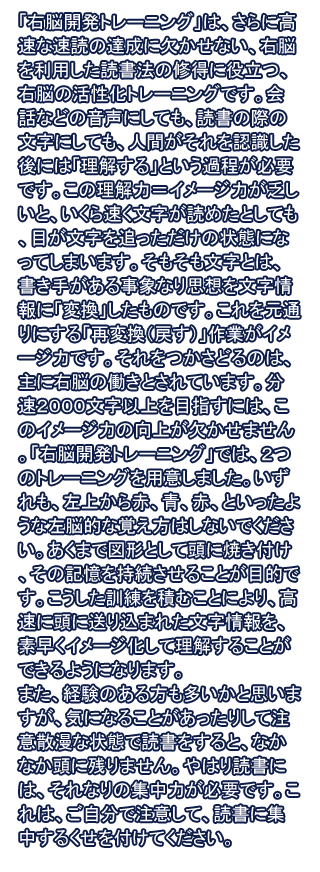 「右脳開発トレーニング」は、さらに高
速な速読の達成に欠かせない、右脳
を利用した読書法の修得に役立つ、
右脳の活性化トレーニングです。会
話などの音声にしても、読書の際の
文字にしても、人間がそれを認識した
後には「理解する」という過程が必要
です。この理解力＝イメージ力が乏し
いと、いくら速く文字が読めたとしても
、目が文字を追っただけの状態にな
ってしまいます。そもそも文字とは、
書き手がある事象なり思想を文字情
報に「変換」したものです。これを元通
りにする「再変換（戻す）」作業がイメ
ージ力です。それをつかさどるのは、
主に右脳の働きとされています。分
速2000文字以上を目指すには、こ
のイメージ力の向上が欠かせません
。「右脳開発トレーニング」では、2つ
のトレーニングを用意しました。いず
れも、左上から赤、青、赤、といったよ
うな左脳的な覚え方はしないでくださ
い。あくまで図形として頭に焼き付け
、その記憶を持続させることが目的で
す。こうした訓練を積むことにより、高
速に頭に送り込まれた文字情報を、
素早くイメージ化して理解することが
できるようになります。
また、経験のある方も多いかと思いま
すが、気になることがあったりして注
意散漫な状態で読書をすると、なか
なか頭に残りません。やはり読書に
は、それなりの集中力が必要です。こ
れは、ご自分で注意して、読書に集
中するくせを付けてください。